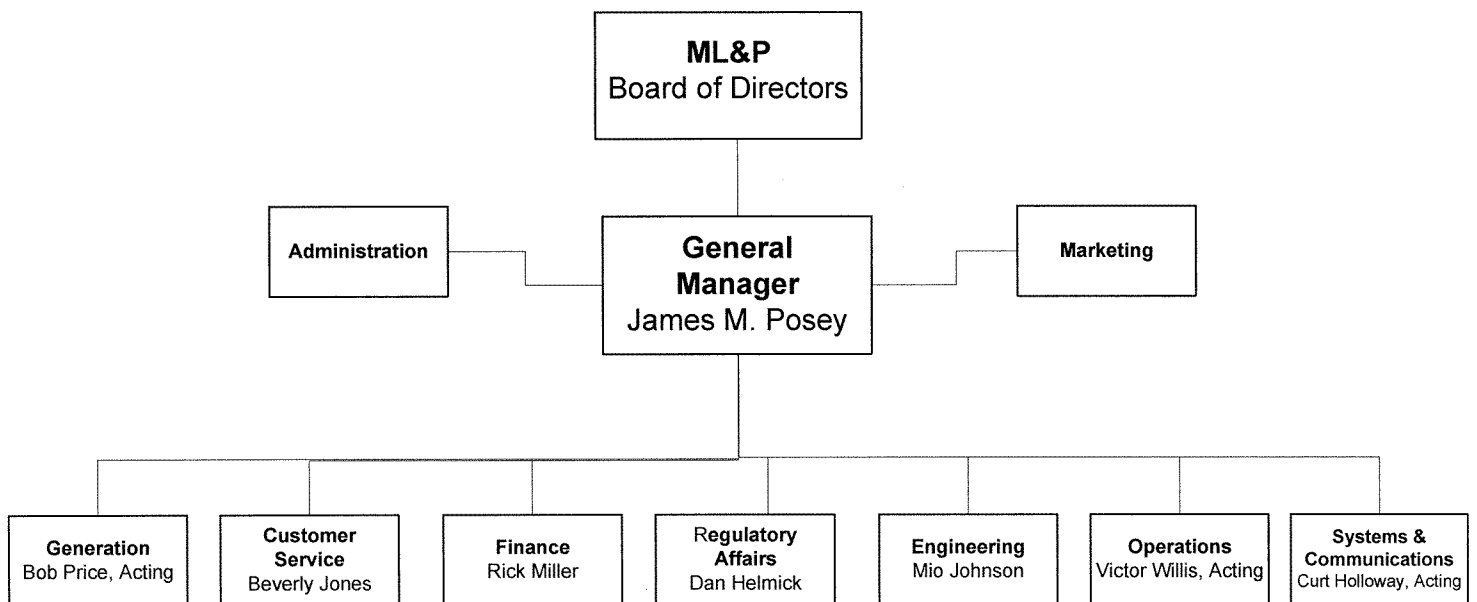 ML&P
Board of Directors
Administration
General
Manager
James M. Posey
Marketing
Generation
Bob Price, Acting
Customer
Service
Beverly Jones
Finance
Rick Miller
Regulatory
Affairs
Dan Helmick
Engineering
Mio Johnson
Operations
Victor Willis, Acting
Systems &
Communications
Curt Holloway, Acting